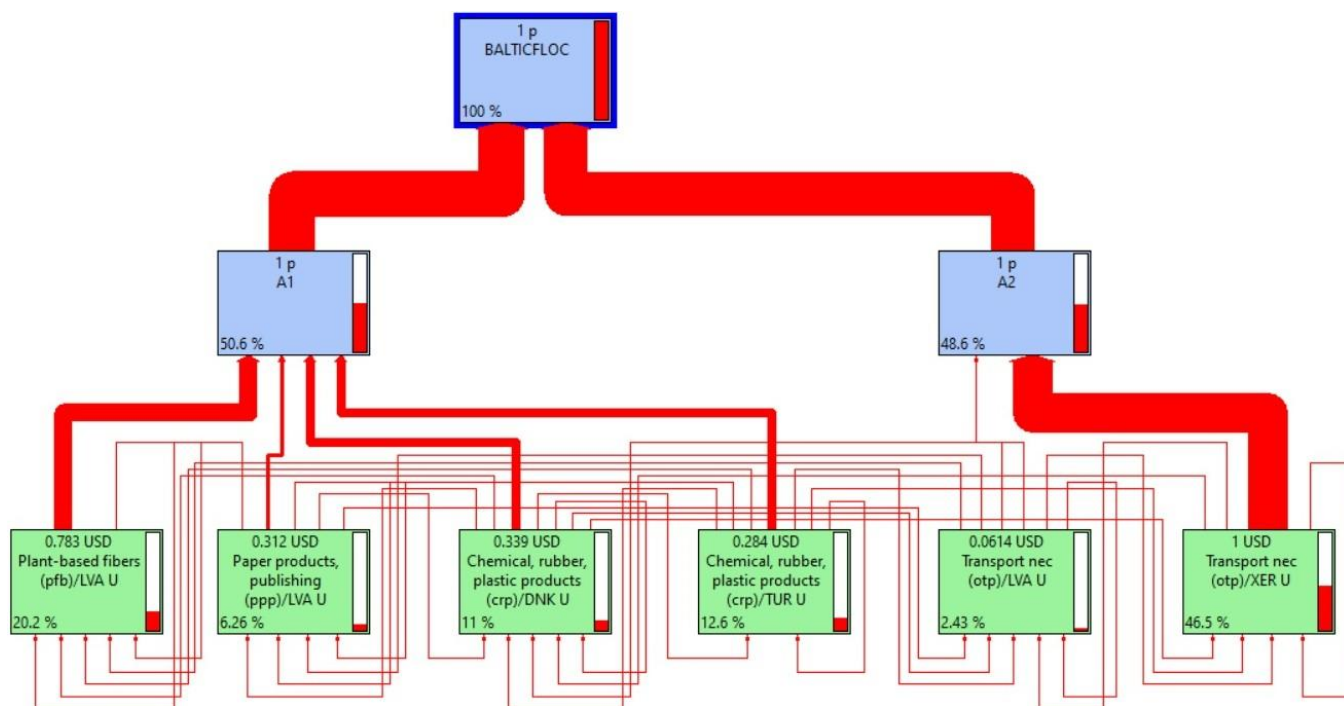 1 p
BALTICFLOC
100 %
1 p
A1
50.6 %
1 p
A2
48.6 %
0.783 USD
Plant-based fibers
(pfb)/LVA U
20.2 %
0.312 USD
Paper products,
publishing
(ppp)/LVA U
6.26 %
0.339 USD
Chemical, rubber,
plastic products
(crp)/DNK U
11 %
0.284 USD
Chemical, rubber,
plastic products
(crp)/TUR U
12.6 %
0.0614 USD
Transport nec
(otp)/LVA U
2.43 %
1 USD
Transport nec
(otp)/XER U
46.5 %